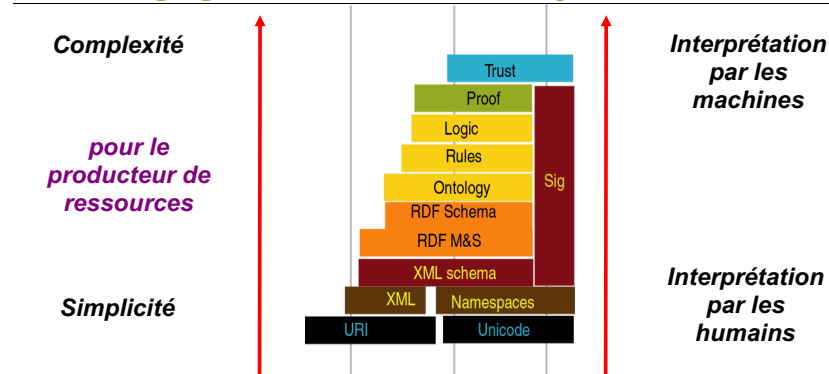 Complexité
pour le
producteur de
ressources
Simplicité
Trust
Proof
Logic
Rules
Ontology
RDF Schema
RDF M&S
XML schema
XML
Namespaces
URI
Unicode
Sig
Interprétation
par les
machines
Interprétation
par les
humains